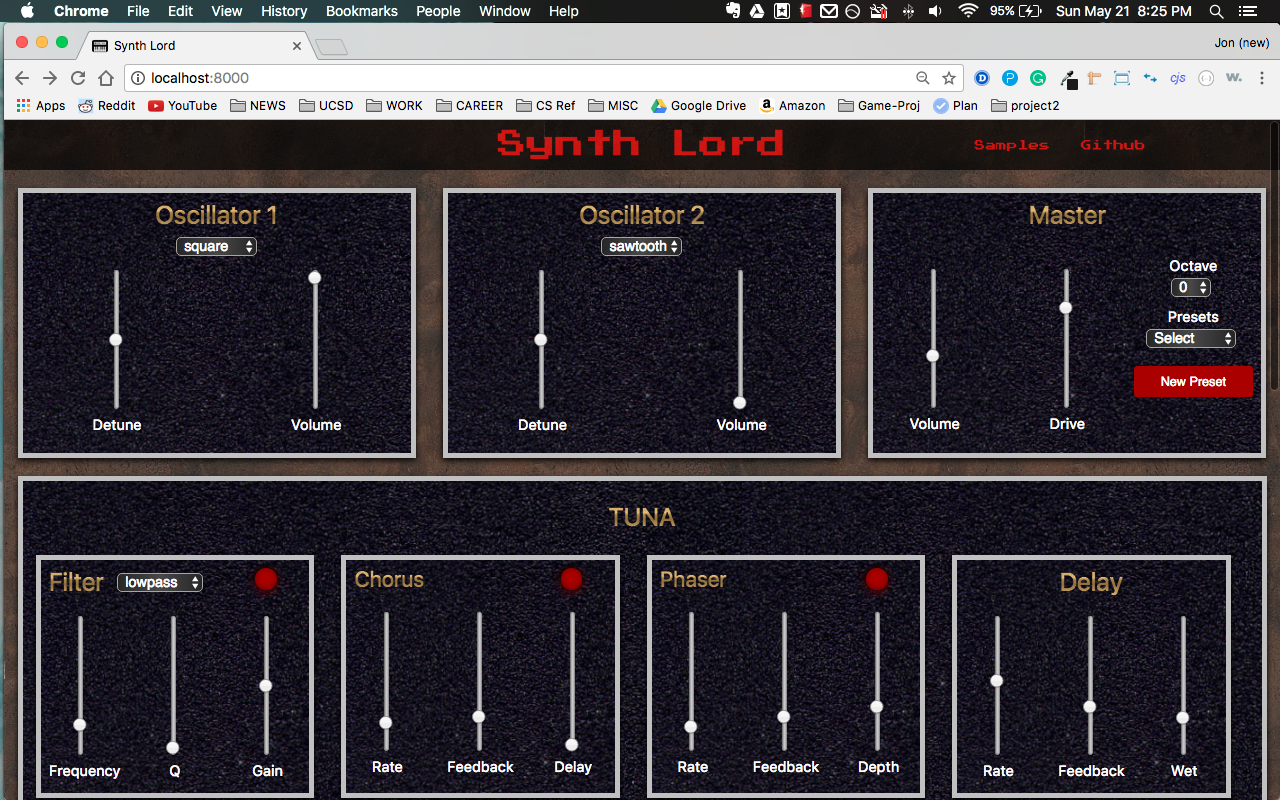 Chrome File Edit View History Bookmarks People Window Help 95% Sun May 21 8:25 PM
Synth Lord Jon (new)
localhost:8000 cjs w.
Apps Reddit YouTube NEWS UCSD WORK CAREER CS Ref MISC Google Drive Amazon Game-Proj Plan project2
Synth Lord Samples Github
Oscillator 1
square
Detune Volume
Oscillator 2
sawtooth
Detune Volume
Master
Octave
0
Presets
Select
New Preset
Volume Drive
TUNA
Filter lowpass
Frequency Q Gain
Chorus
Rate Feedback Delay
Phaser
Rate Feedback Depth
Delay
Rate Feedback Wet